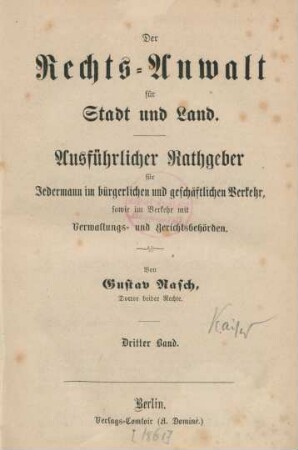 Der
Rechts-Anwalt
für
Stadt und Land.
Ausführlicher Rathgeber
für
Jedermann im bürgerlichen und geschäftlichen Verkehr,
sowie im Verkehr mit
Verwaltungs- und Gerichtsbehörden.
Von
Gustav Rasch,
Doctor beider Rechte.
Kaiser
Dritter Band.
Berlin.
Verlags-Comtoir (A. Dominé.)